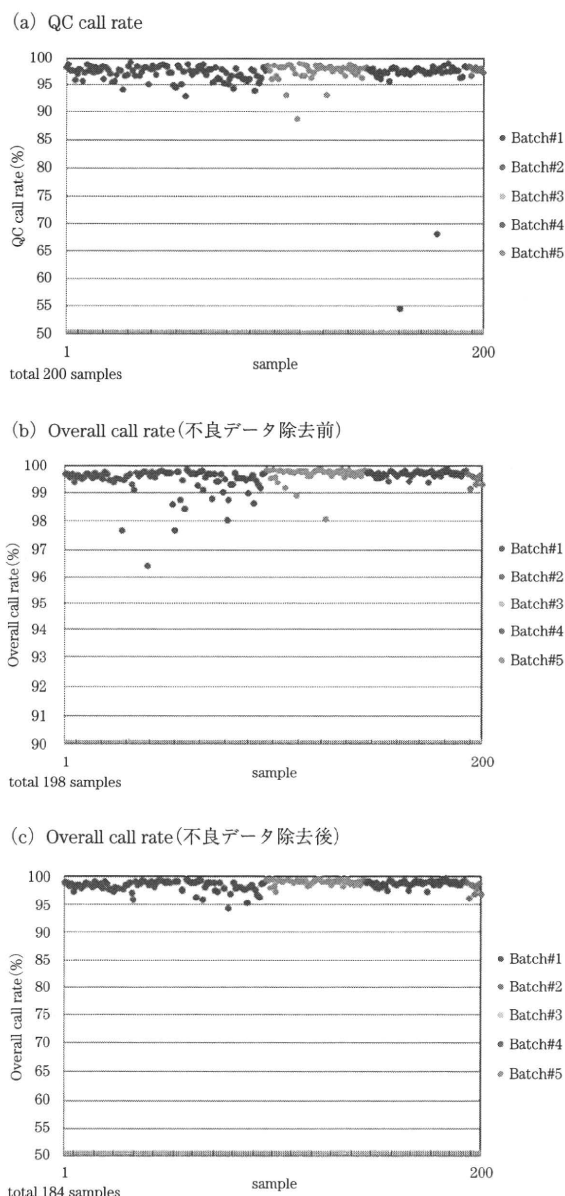 (a) QC call rate
100
95
90
85
80
75
70
65
60
55
50
QC call rate(%)
1
200
sample
total 200 samples
Batch#1
Batch#2
Batch#3
Batch#4
Batch#5
(b) Overall call rate(不良データ除去前)
100
99
98
97
96
95
94
93
92
91
90
Overall call rate(%)
1
200
sample
total 198 samples
Batch#1
Batch#2
Batch#3
Batch#4
Batch#5
(c) Overall call rate(不良データ除去後)
100
95
90
85
80
75
70
65
60
55
50
Overall call rate(%)
1
200
sample
total 184 samples
Batch#1
Batch#2
Batch#3
Batch#4
Batch#5